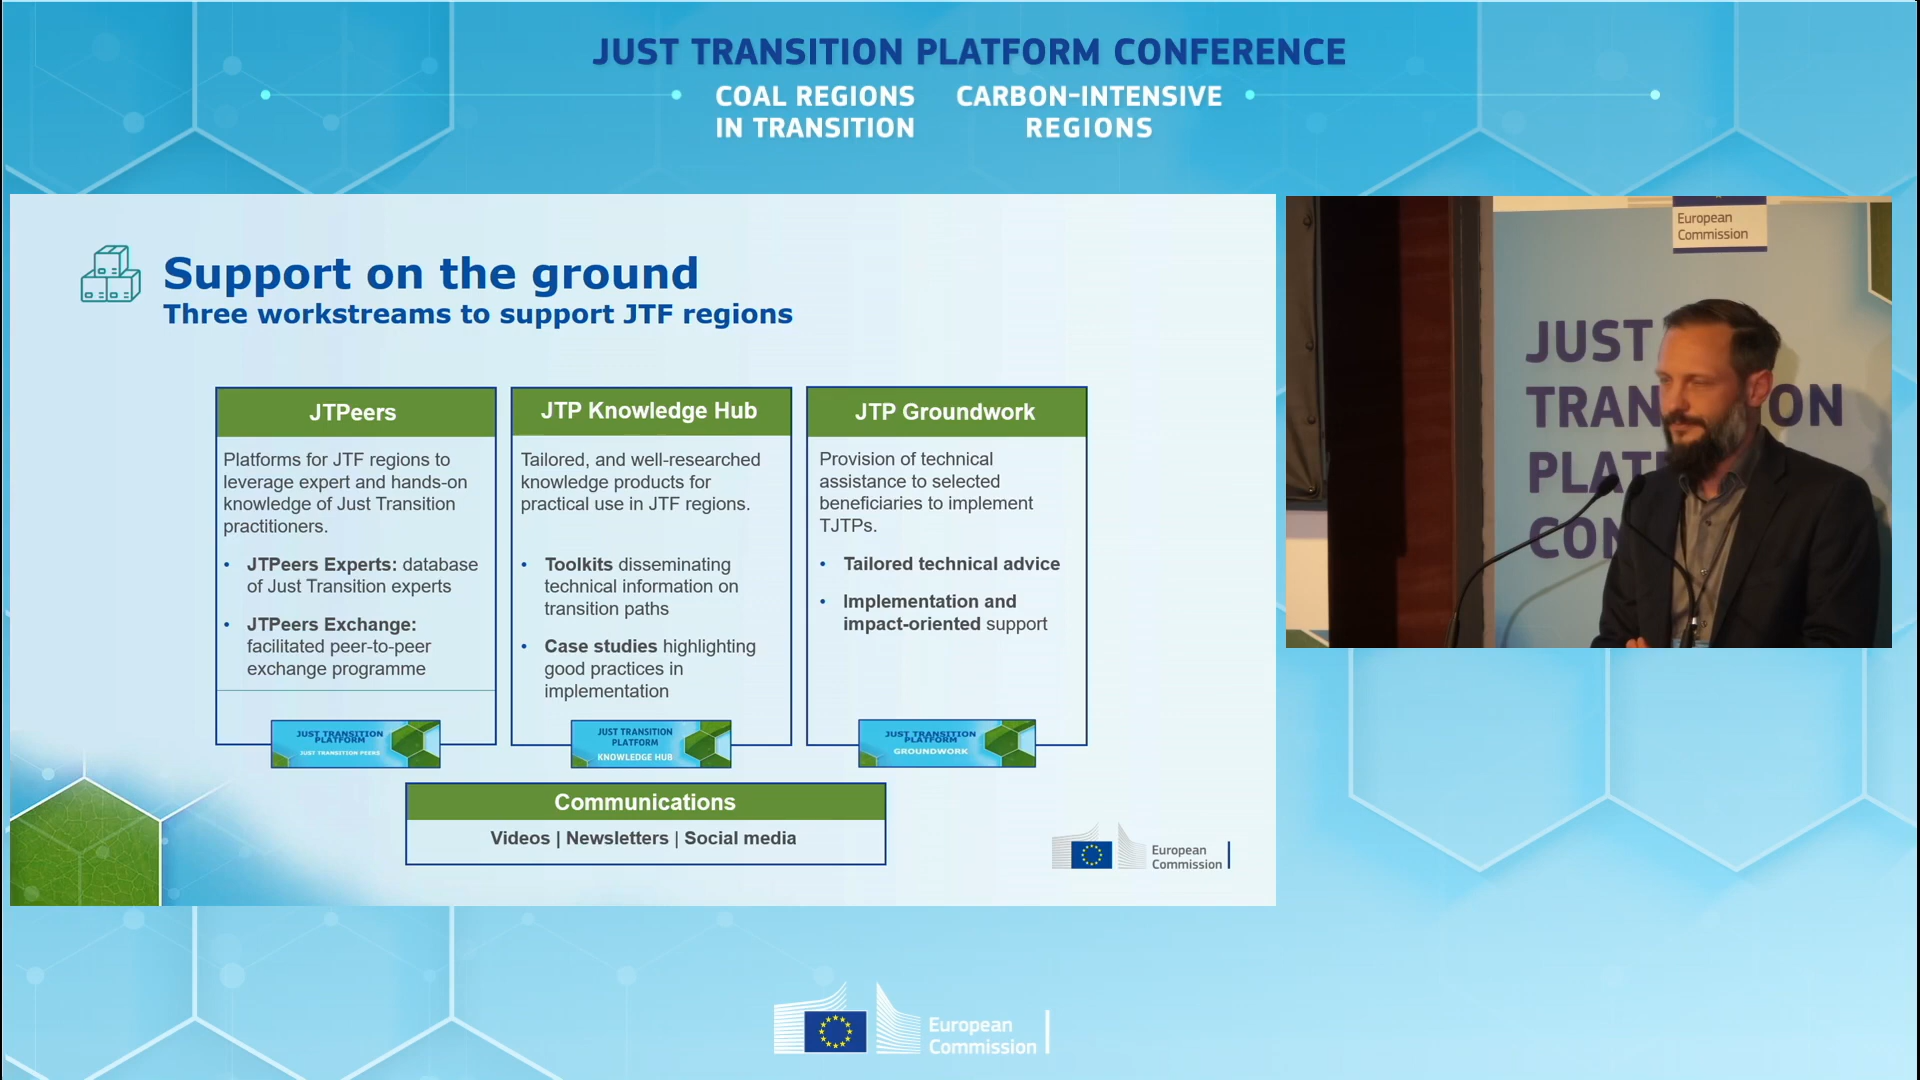 JUST TRANSITION PLATFORM CONFERENCE
COAL REGIONS
IN TRANSITION
CARBON-INTENSIVE
REGIONS
Support on the ground
Three workstreams to support JTF regions
JTPeers
Platforms for JTF regions to
leverage expert and hands-on
knowledge of Just Transition
practitioners.
• JTPeers Experts: database
of Just Transition experts
• JTPeers Exchange:
facilitated peer-to-peer
exchange programme
JUST TRANSITION
PLATFORM
JUST TRANSITION PEERS
JTP Knowledge Hub
Tailored, and well-researched
knowledge products for
practical use in JTF regions.
• Toolkits disseminating
technical information on
transition paths
• Case studies highlighting
good practices in
implementation
JUST TRANSITION
PLATFORM
KNOWLEDGE HUB
JTP Groundwork
Provision of technical
assistance to selected
beneficiaries to implement
TJTPs.
• Tailored technical advice
• Implementation and
impact-oriented support
JUST TRANSITION
PLATFORM
GROUNDWORK
Communications
Videos | Newsletters | Social media
European
Commission
European
Commission
JUST
TRAN ON
PLAT
CON
European
Commission